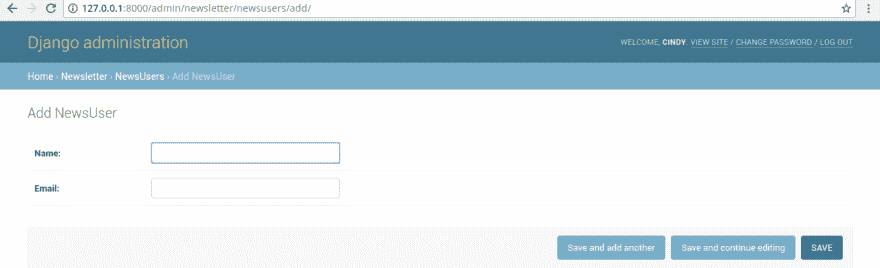 127.0.0.1:8000/admin/newsletter/newsusers/add/
Django administration
WELCOME, CINDY. VIEW SITE / CHANGE PASSWORD / LOG OUT
Home › Newsletter › NewsUsers › Add NewsUser
Add NewsUser
Name:
Email:
Save and add another
Save and continue editing
SAVE